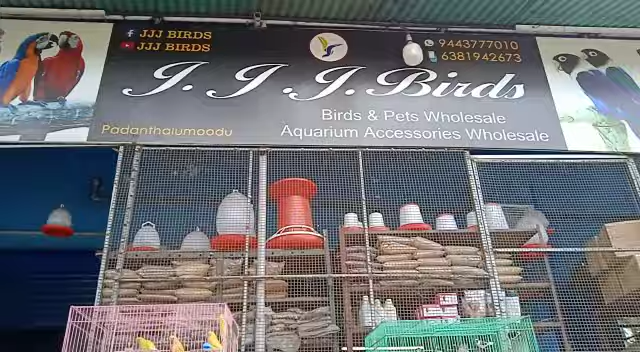 JJJ BIRDS
JJJ BIRDS
9443777010
6381942673
J. J. J. Birds
Birds & Pets Wholesale
Padanthalumoodu
Aquarium Accessories Wholesale